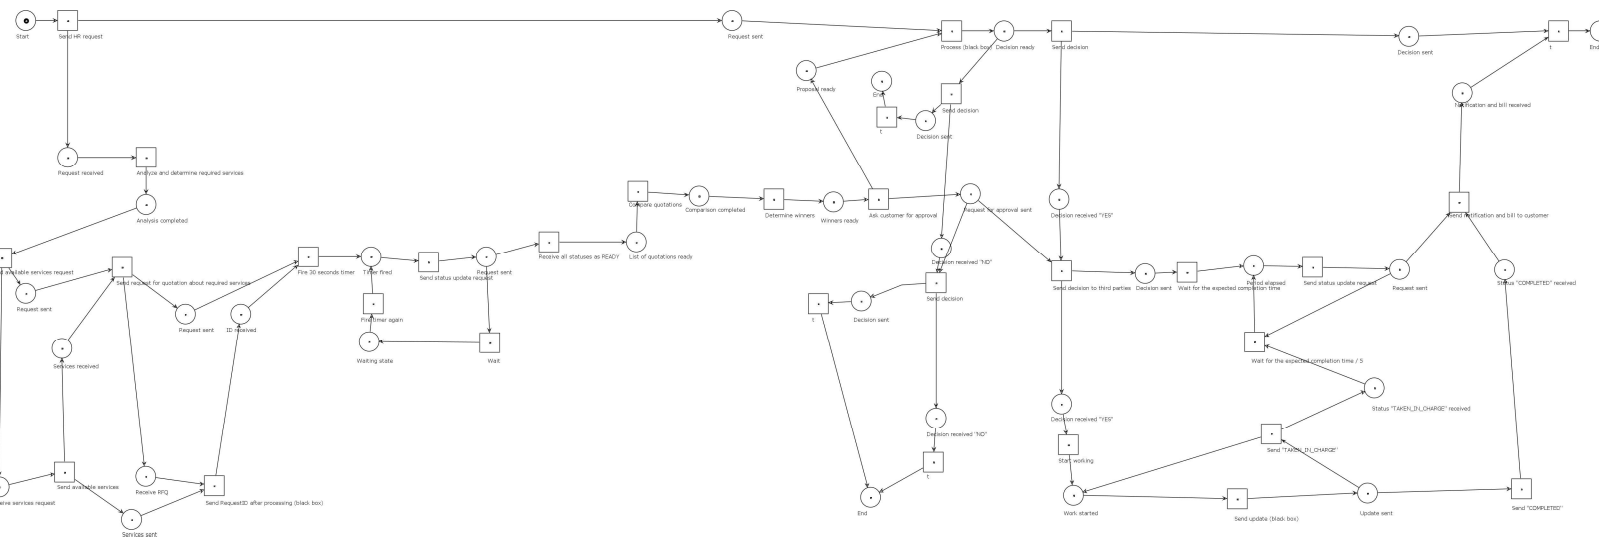 Start
Send HR request
Request sent
Process (black box)
Decision ready
Send decision
Decision sent
t
End
Proposal ready
End
Send decision
t
Decision sent
Notification and bill received
Request received
Analyze and determine required services
Analysis completed
Compare quotations
Comparison completed
Determine winners
Winners ready
Ask customer for approval
Request for approval sent
Decision received "YES"
Send notification and bill to customer
d available services request
Send request for quotation about required services
Fire 30 seconds timer
Timer fired
Send status update request
Request sent
Receive all statuses as READY
List of quotations ready
Decision received "NO"
Send decision
Send decision to third parties
Decision sent
Wait for the expected completion time
Period elapsed
Send status update request
Request sent
Status "COMPLETED" received
Request sent
Request sent
ID received
Fire timer again
t
Decision sent
Services received
Waiting state
Wait
Wait for the expected completion time / 5
Status "TAKEN_IN_CHARGE" received
Decision received "YES"
Decision received "NO"
Start working
Send "TAKEN_IN_CHARGE"
t
eive services request
Send available services
Receive RFQ
Send RequestID after processing (black box)
End
Work started
Send update (black box)
Update sent
Send "COMPLETED"
Services sent